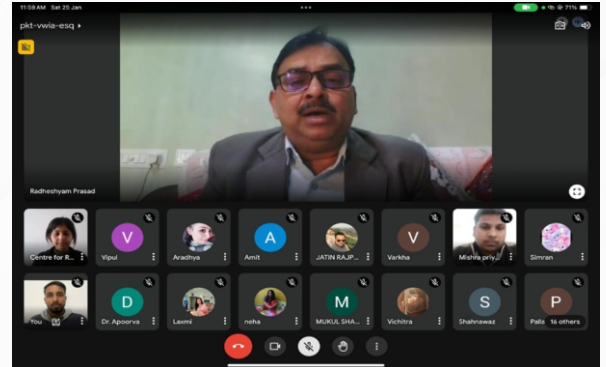 11:59 AM Sat 25 Jan
71%
pkt-vwia-esq
Radheshyam Prasad
Centre for R...
V
Vipul
Aradhya
A
Amit
JATIN RAJP...
V
Varkha
Mishra priy...
Simran
You
D
Dr. Apoorva
Laxmi
neha
M
MUKUL SHA...
Vichitra
S
Shahnawaz
P
Palla
16 others